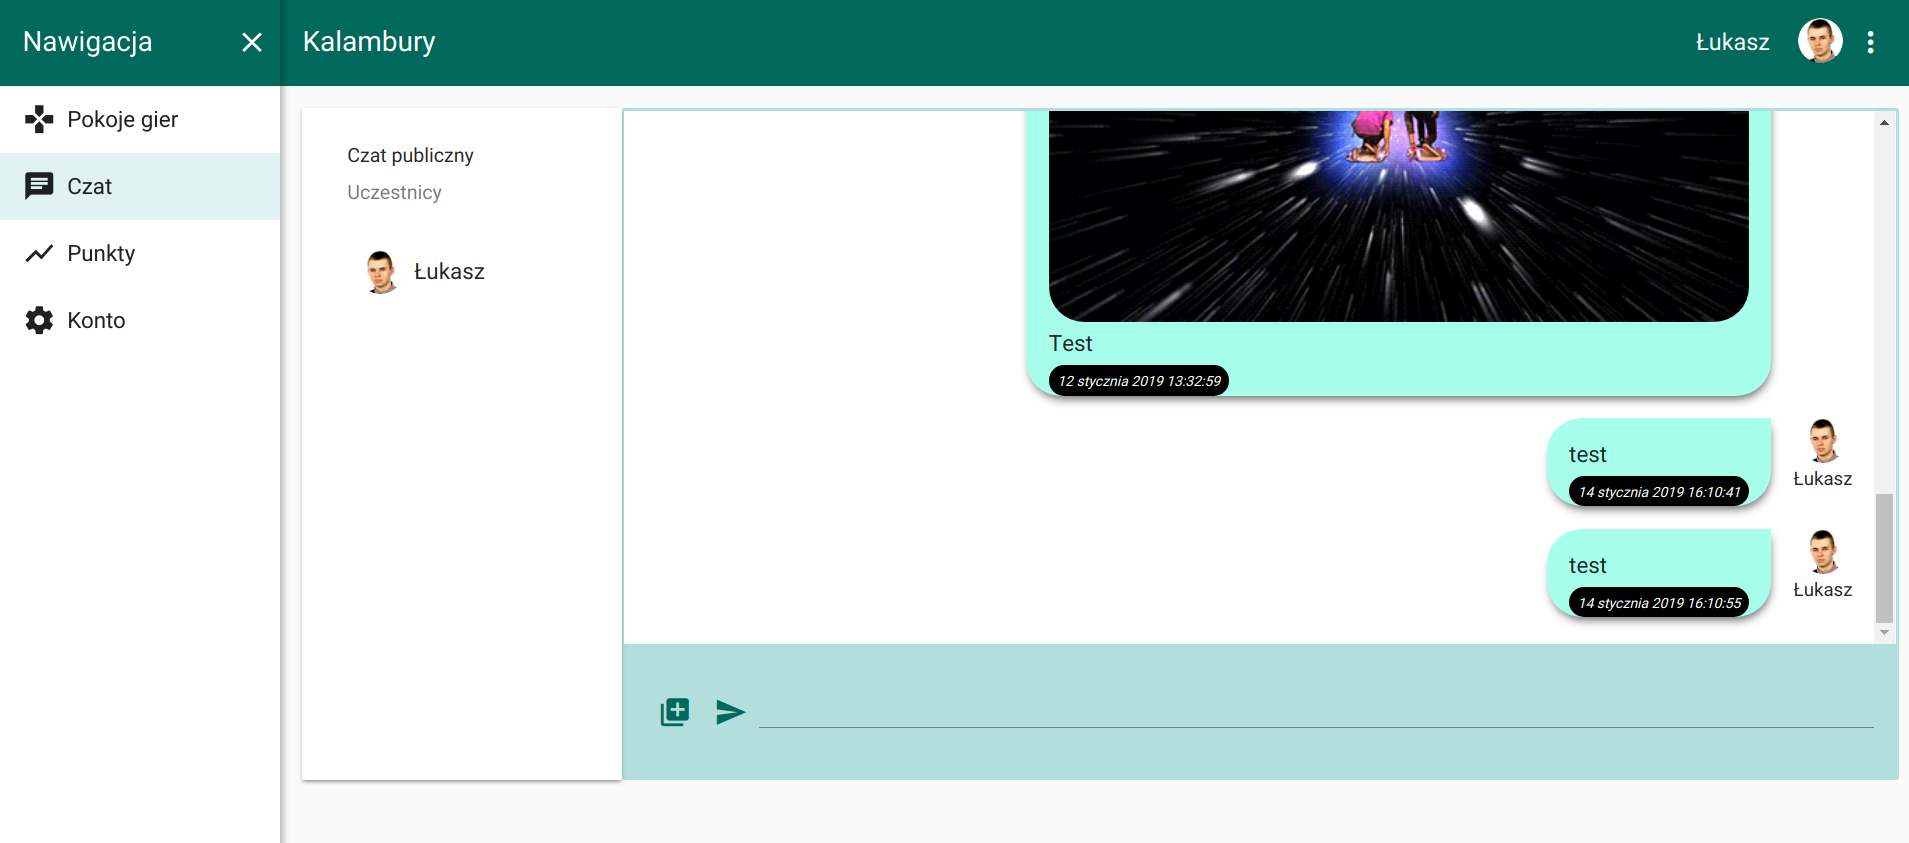 Nawigacja
Kalambury
Łukasz
Pokoje gier
Czat
Punkty
Konto
Czat publiczny
Uczestnicy
Łukasz
Test
12 stycznia 2019 13:32:59
test
14 stycznia 2019 16:10:41
Łukasz
test
14 stycznia 2019 16:10:55
Łukasz